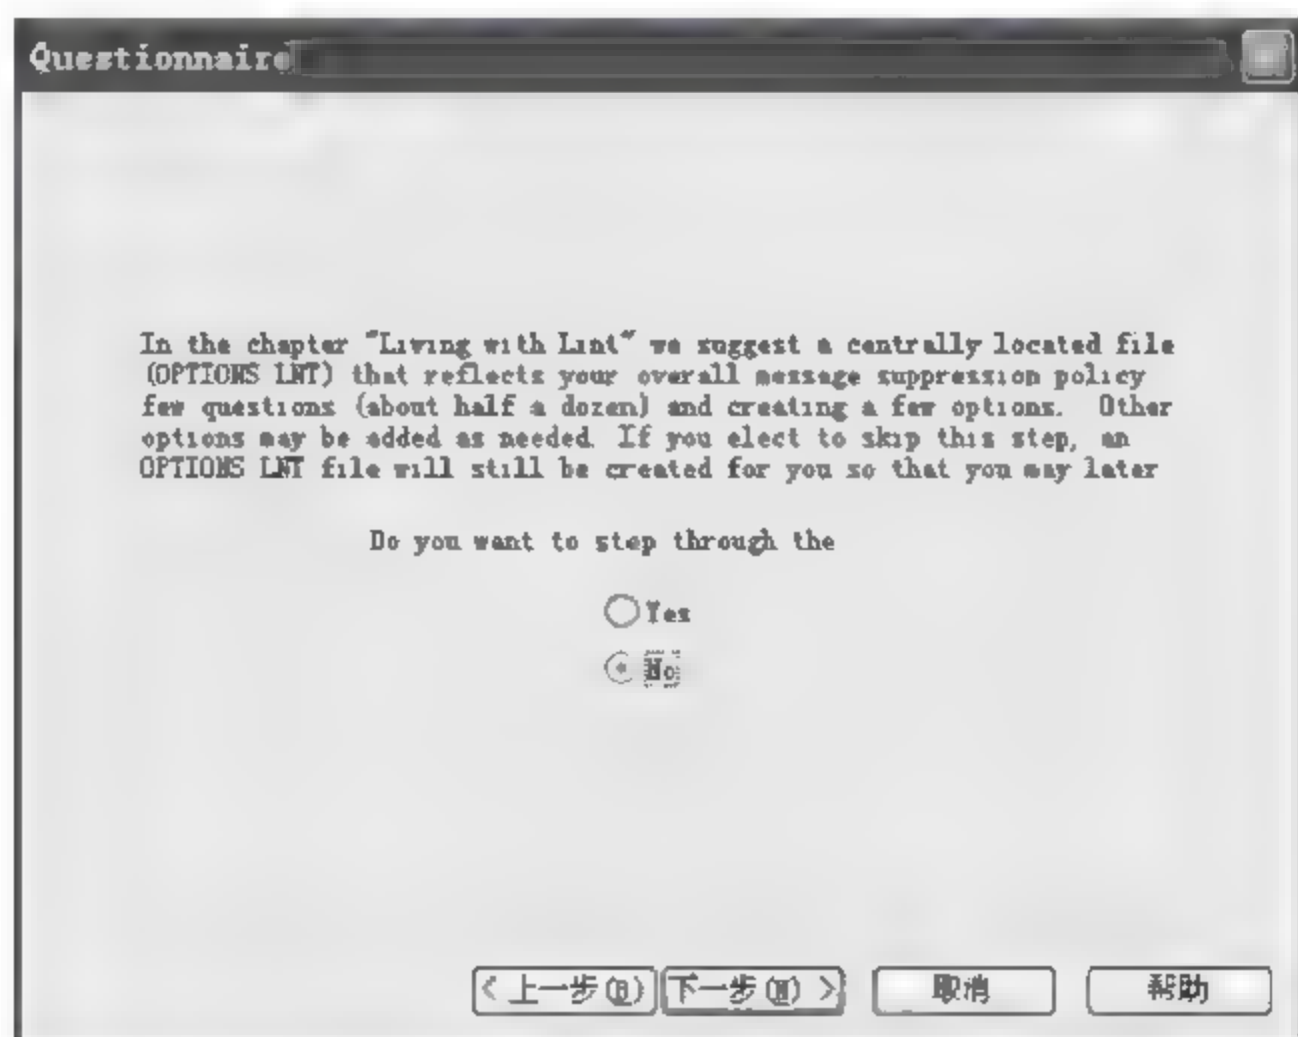 Questionnaire
In the chapter "Living with Lint" we suggest a centrally located file
(OPTIONS LNT) that reflects your overall message suppression policy
few questions (about half a dozen) and creating a few options. Other
options may be added as needed. If you elect to skip this step, an
OPTIONS LNT file will still be created for you so that you may later
Do you want to step through the
Yes
No
< 上一步(B) 下一步(N) > 取消 帮助